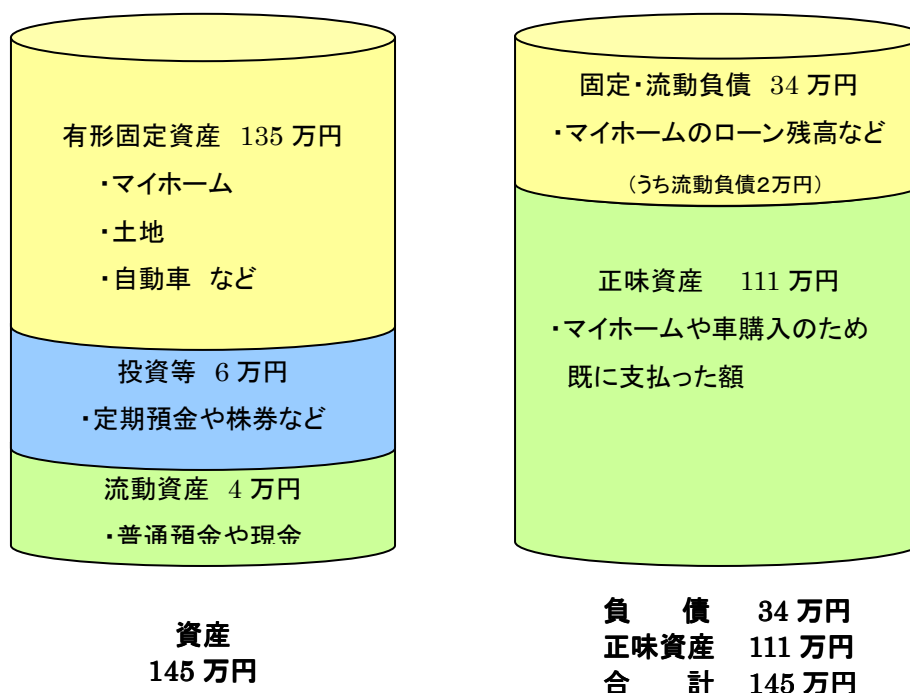 有形固定資産 135 万円
・マイホーム
・土地
・自動車 など
投資等 6 万円
・定期預金や株券など
流動資産 4 万円
・普通預金や現金
資産
145 万円
固定・流動負債 34 万円
・マイホームのローン残高など
（うち流動負債２万円）
正味資産 111 万円
・マイホームや車購入のため
既に支払った額
負 債 34 万円
正味資産 111 万円
合 計 145 万円